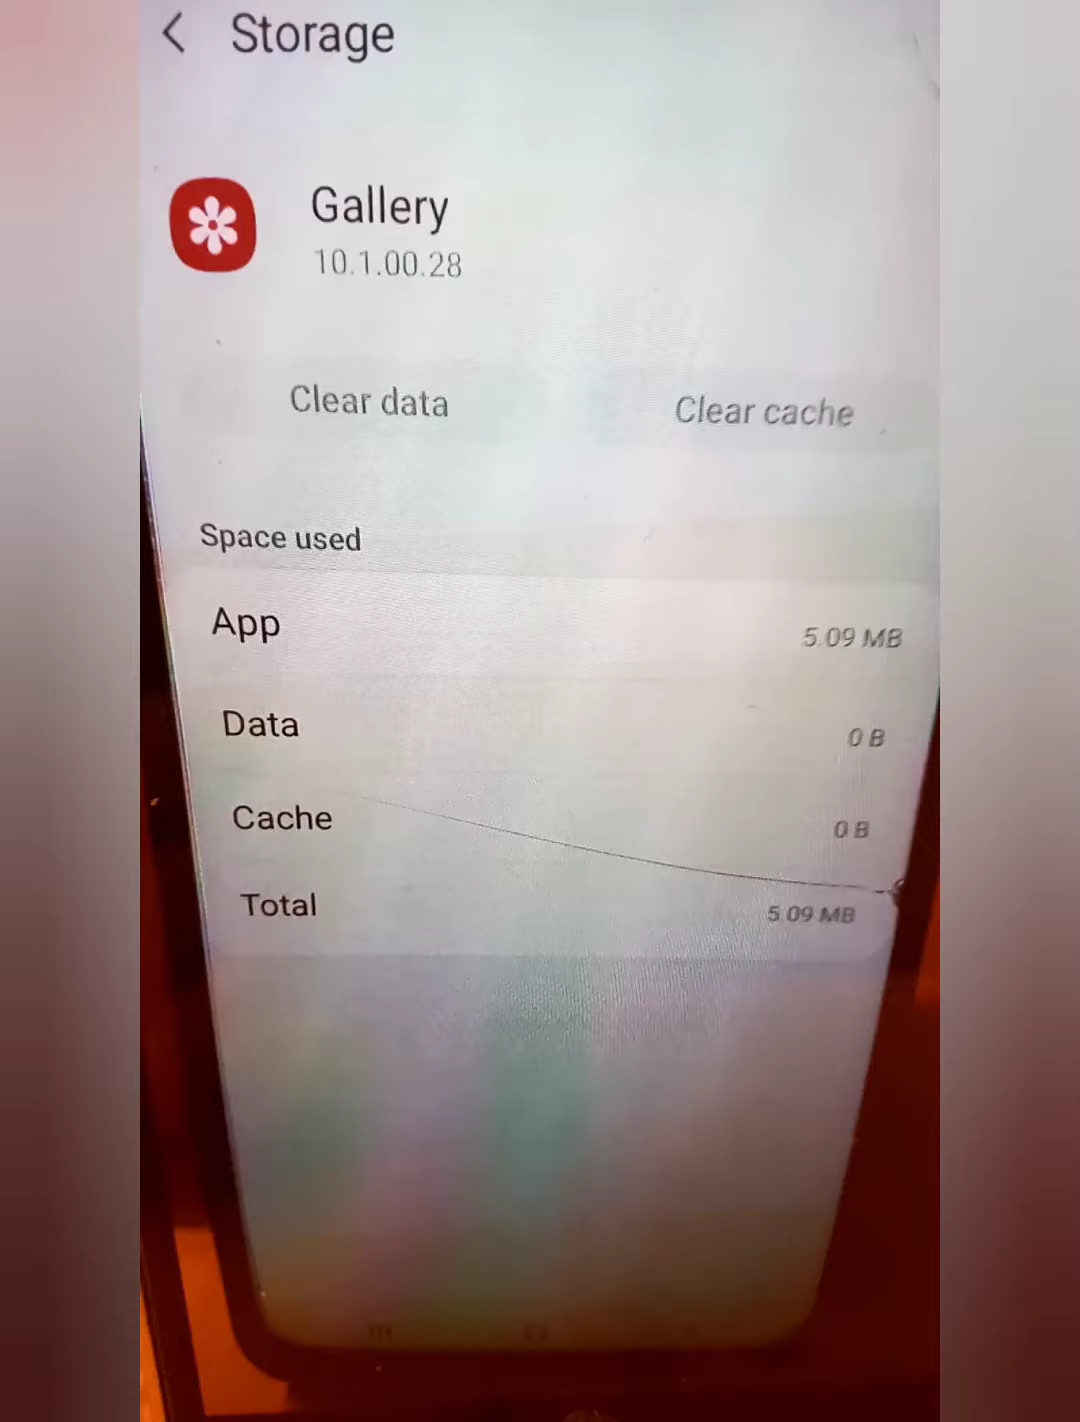 Storage
Gallery
10.1.00.28
Clear data
Clear cache
Space used
App
5.09 MB
Data
0 B
Cache
0 B
Total
5.09 MB